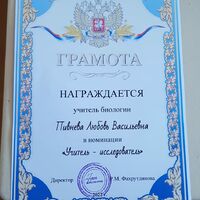 ГРАМОТА
НАГРАЖДАЕТСЯ
учитель биологии
Пивнева Любовь Васильевна
в номинации
«Учитель - исследователь»
Директор Г.М. Фахрутдинова